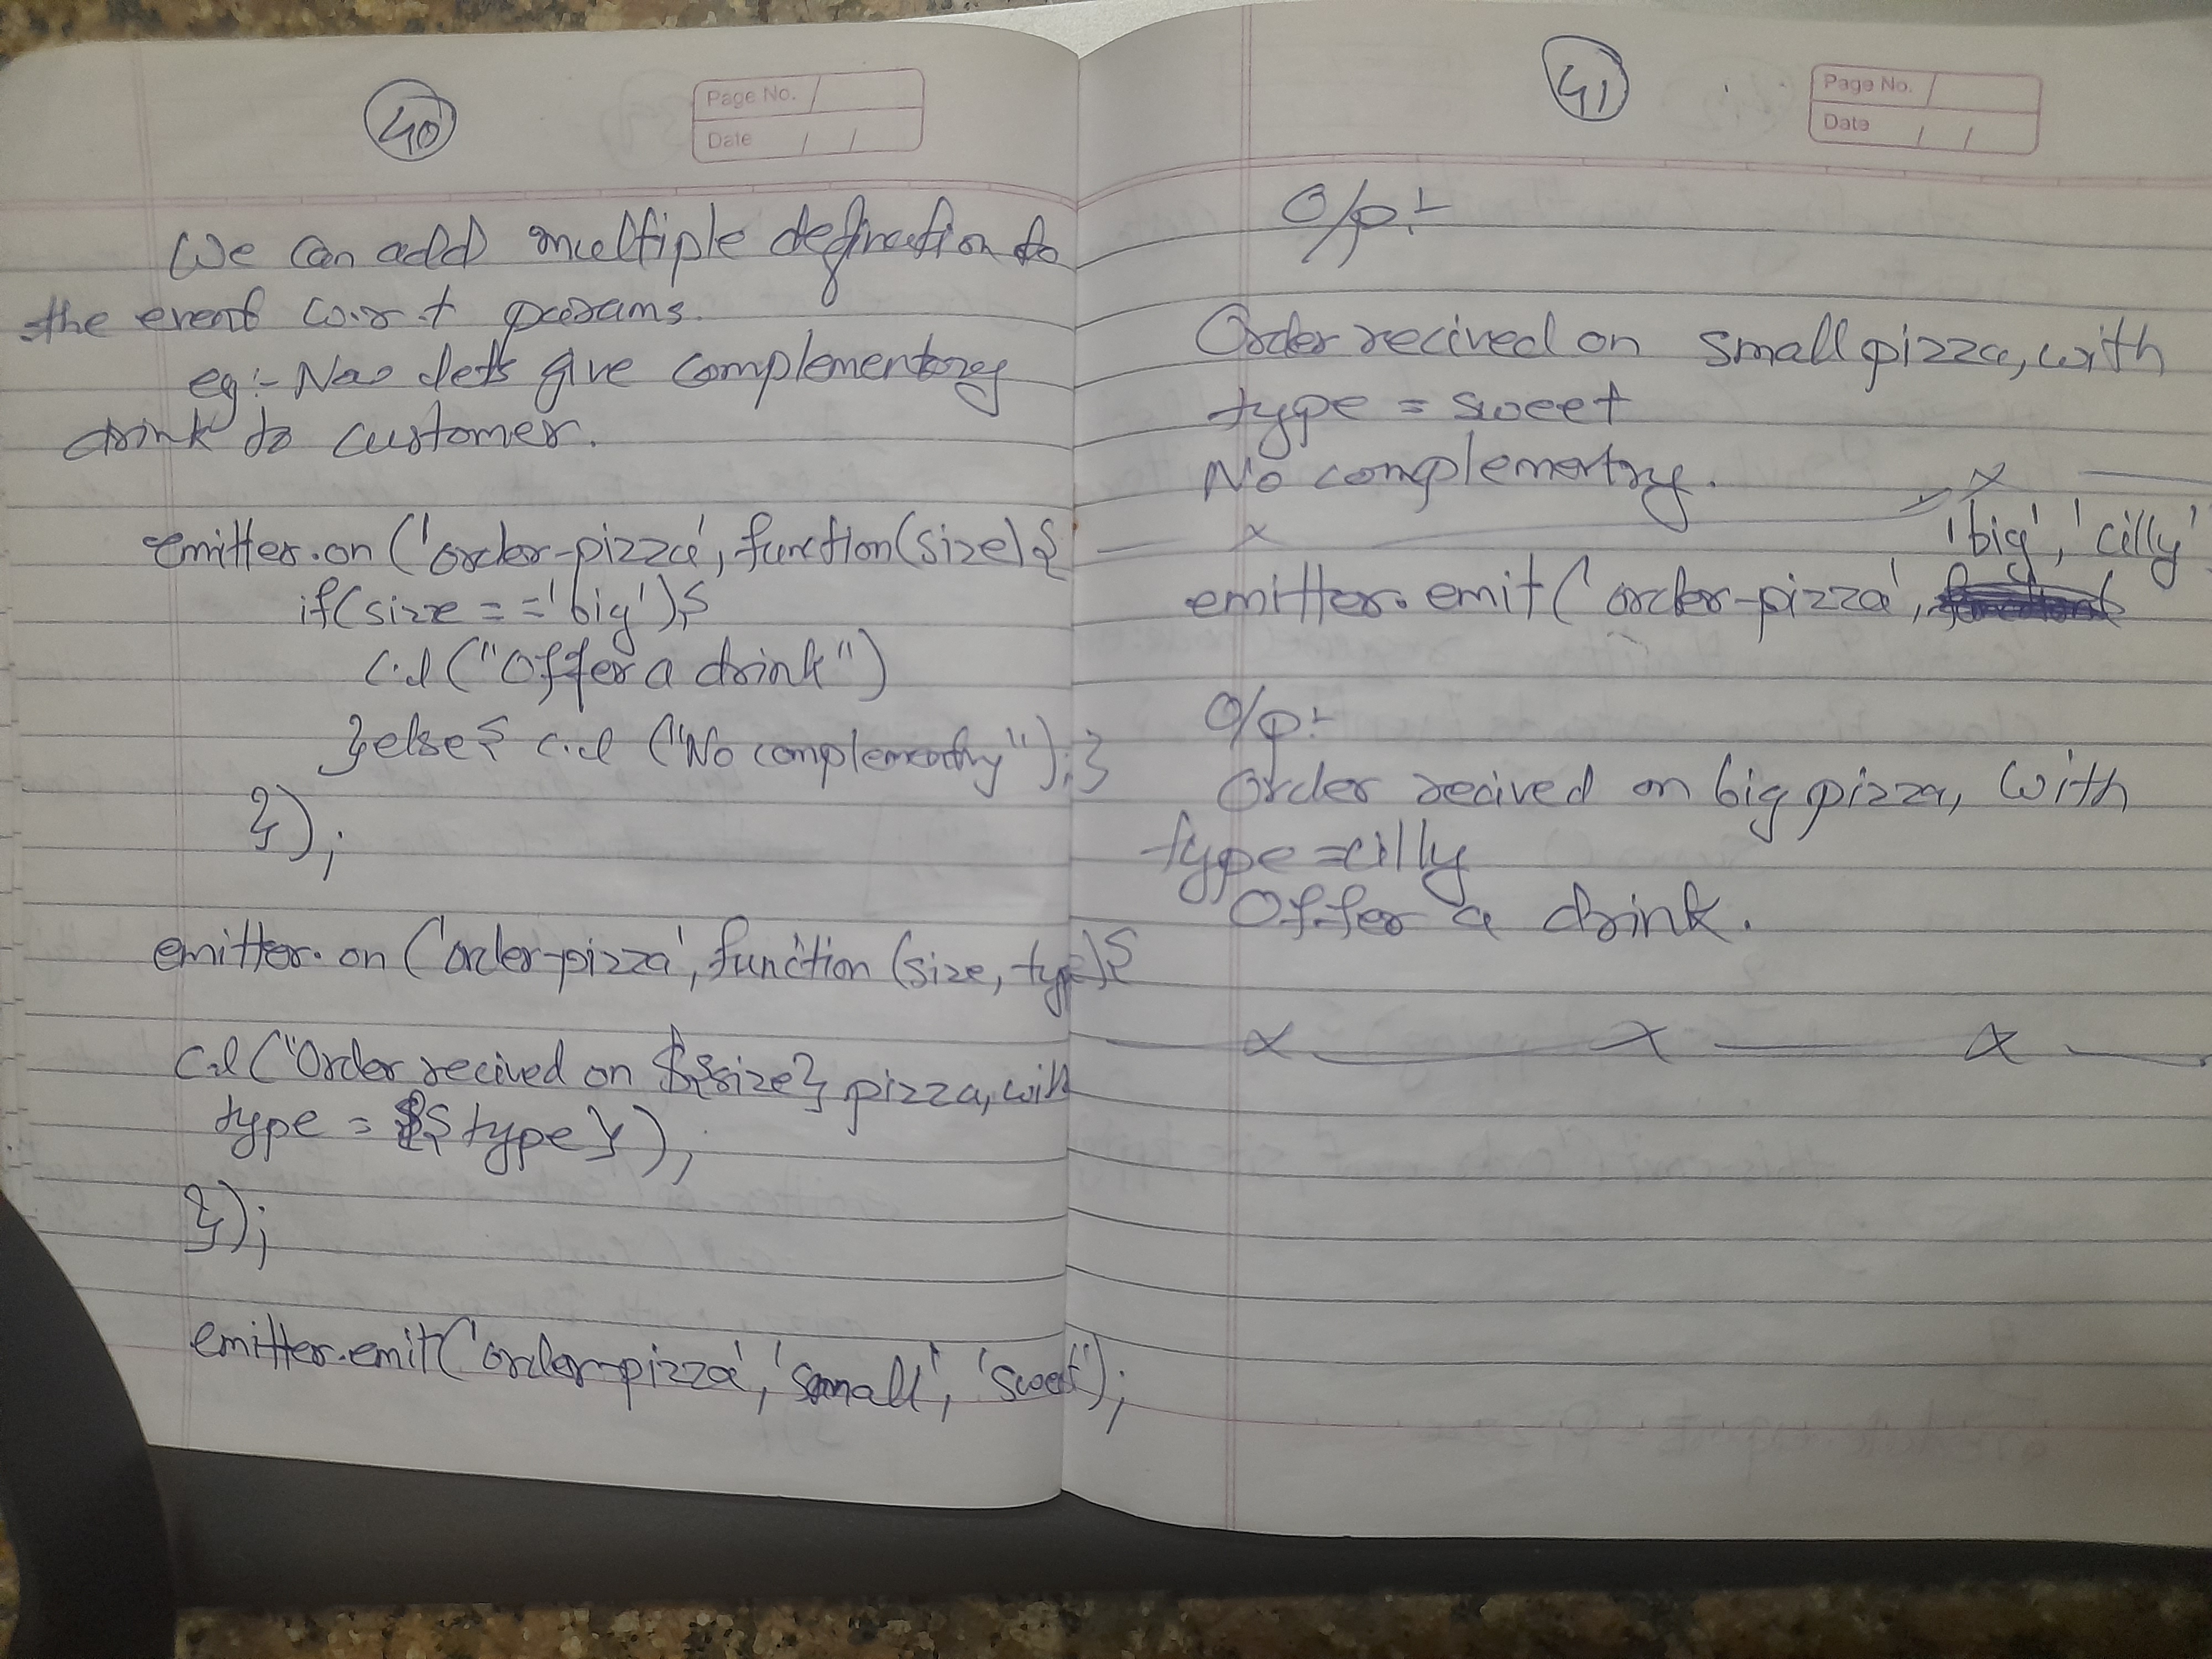 40
Page No. /
Date / /
We can add multiple defination to
the event w.r.t params.
eg:- Now lets give complementory
drink to customer.
emitter.on('order-pizza', function(size){
if(size=='big'){
c.l("Offer a drink")
}else{ c.l ("No complementry");}
});
emitter.on('order-pizza', function (size, type){
c.l("Order recived on ${size} pizza, with
type = ${type});
});
emitter.emit('order-pizza', 'small', 'sweet');
41
Page No. /
Date / /
O/p:-
Order recived on small pizza, with
type = sweet
No complementry.
x x
'big', 'cilly'
emitter.emit('order-pizza',
O/p:-
Order recived on big pizza, with
type = cilly
Offer a drink.
x x x